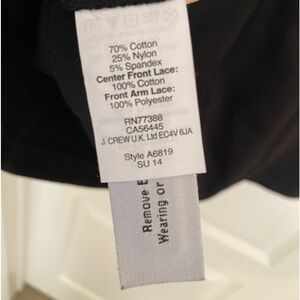 70% Cotton
25% Nylon
5% Spandex
Center Front Lace:
100% Cotton
Front Arm Lace:
100% Polyester
RN77388
CA56445
J. CREW U.K. Ltd EC4V 6JA
Style A6819
SU 14
Remove
Wearing or